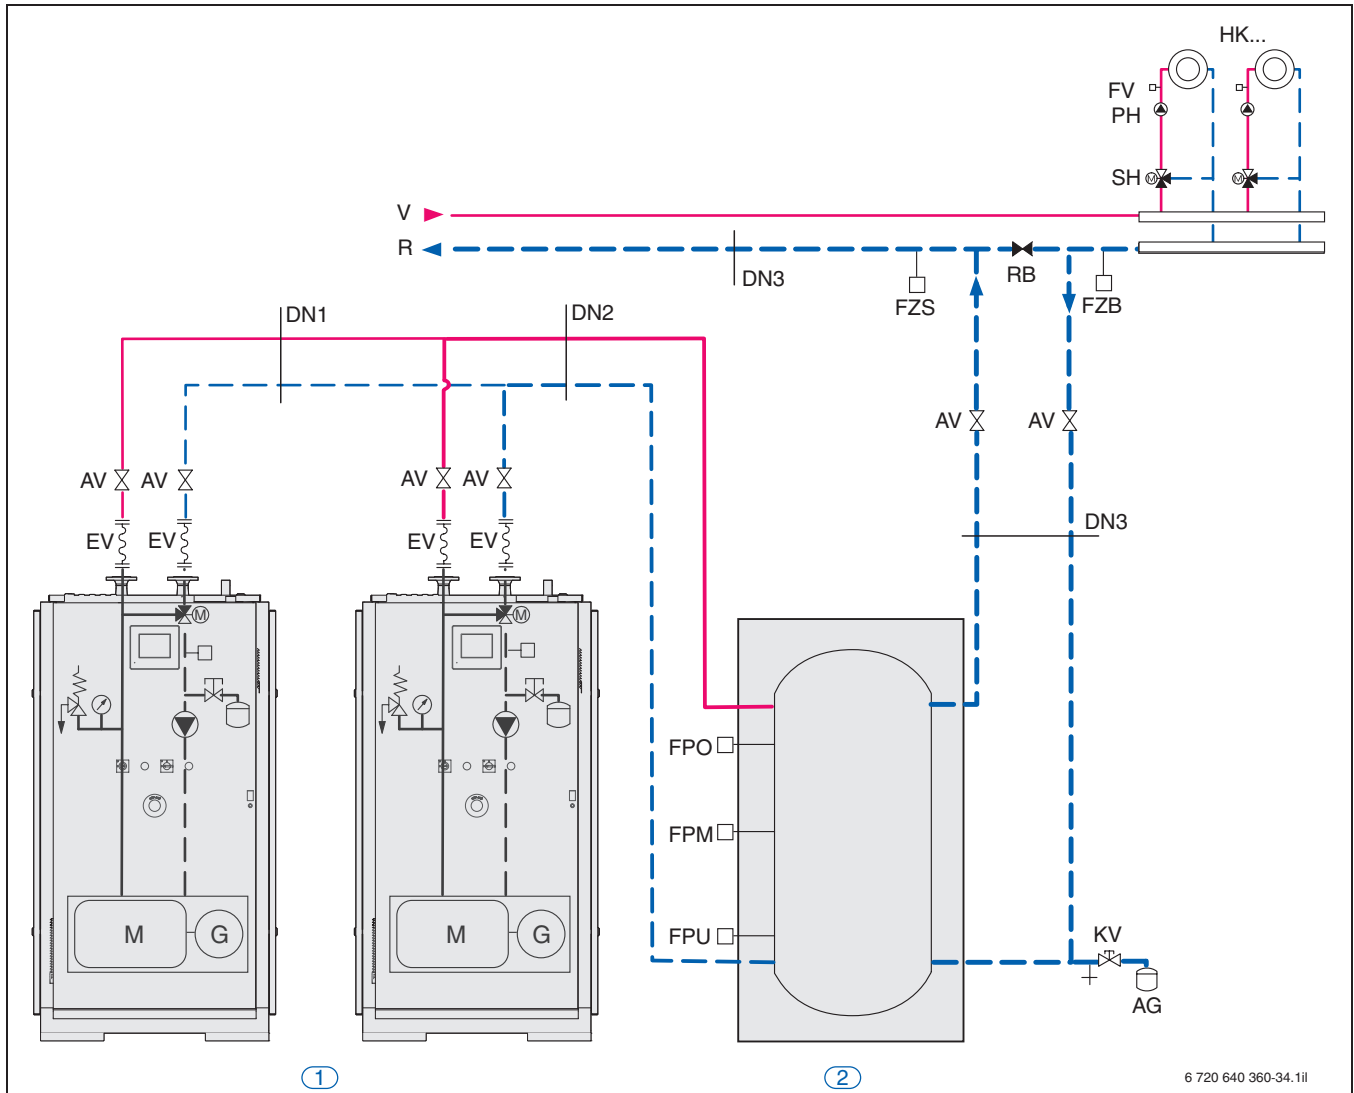 HK...
FV
PH
SH M M
V
R
DN3
FZS
RB
FZB
DN1
DN2
AV AV
AV AV AV AV
DN3
EV EV EV EV
M M
FPO
FPM
FPU
M G M G
KV
AG
1
2
6 720 640 360-34.1il